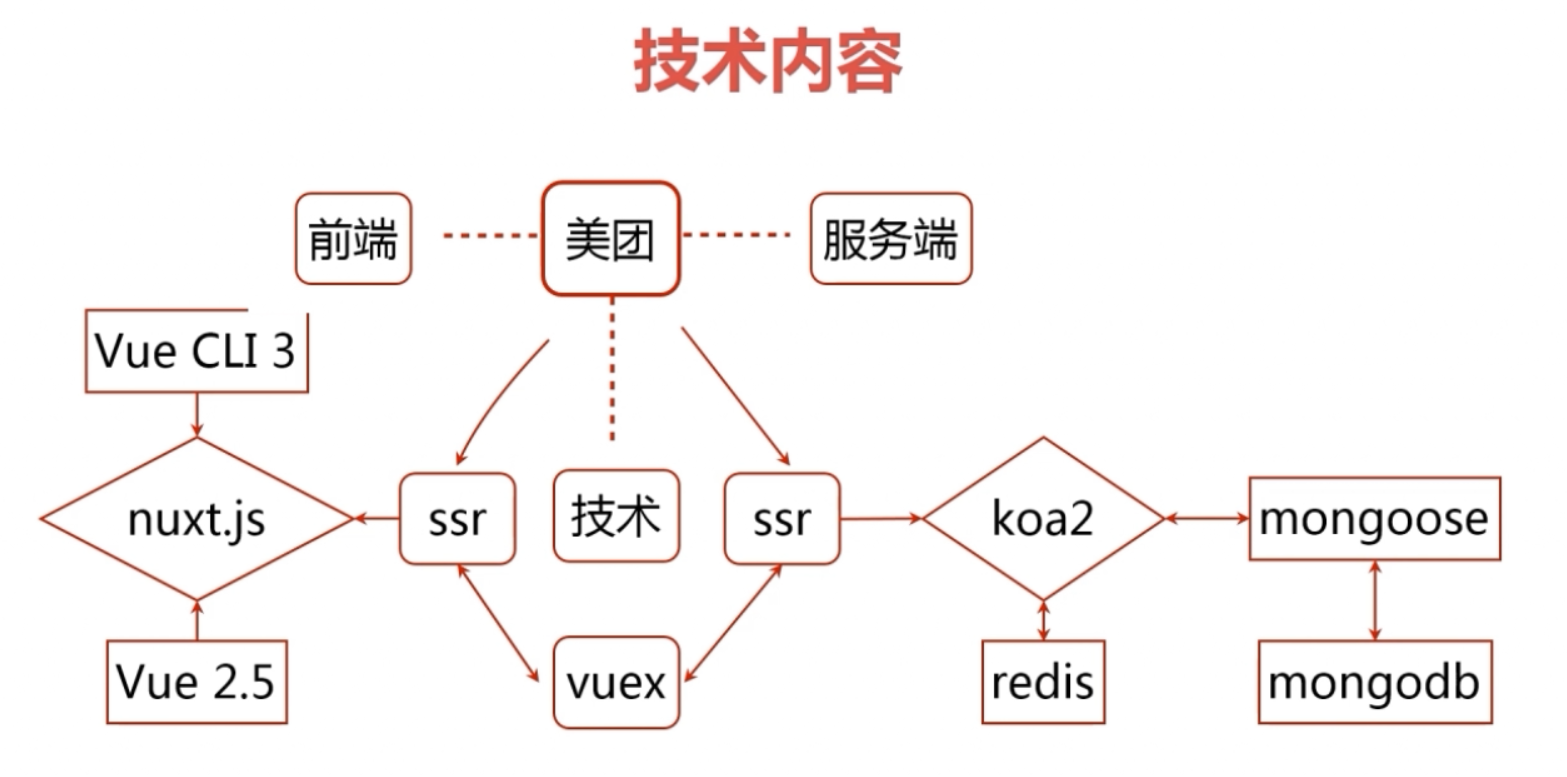 技术内容
前端
美团
服务端
Vue CLI 3
nuxt.js
ssr
技术
ssr
koa2
mongoose
Vue 2.5
vuex
redis
mongodb